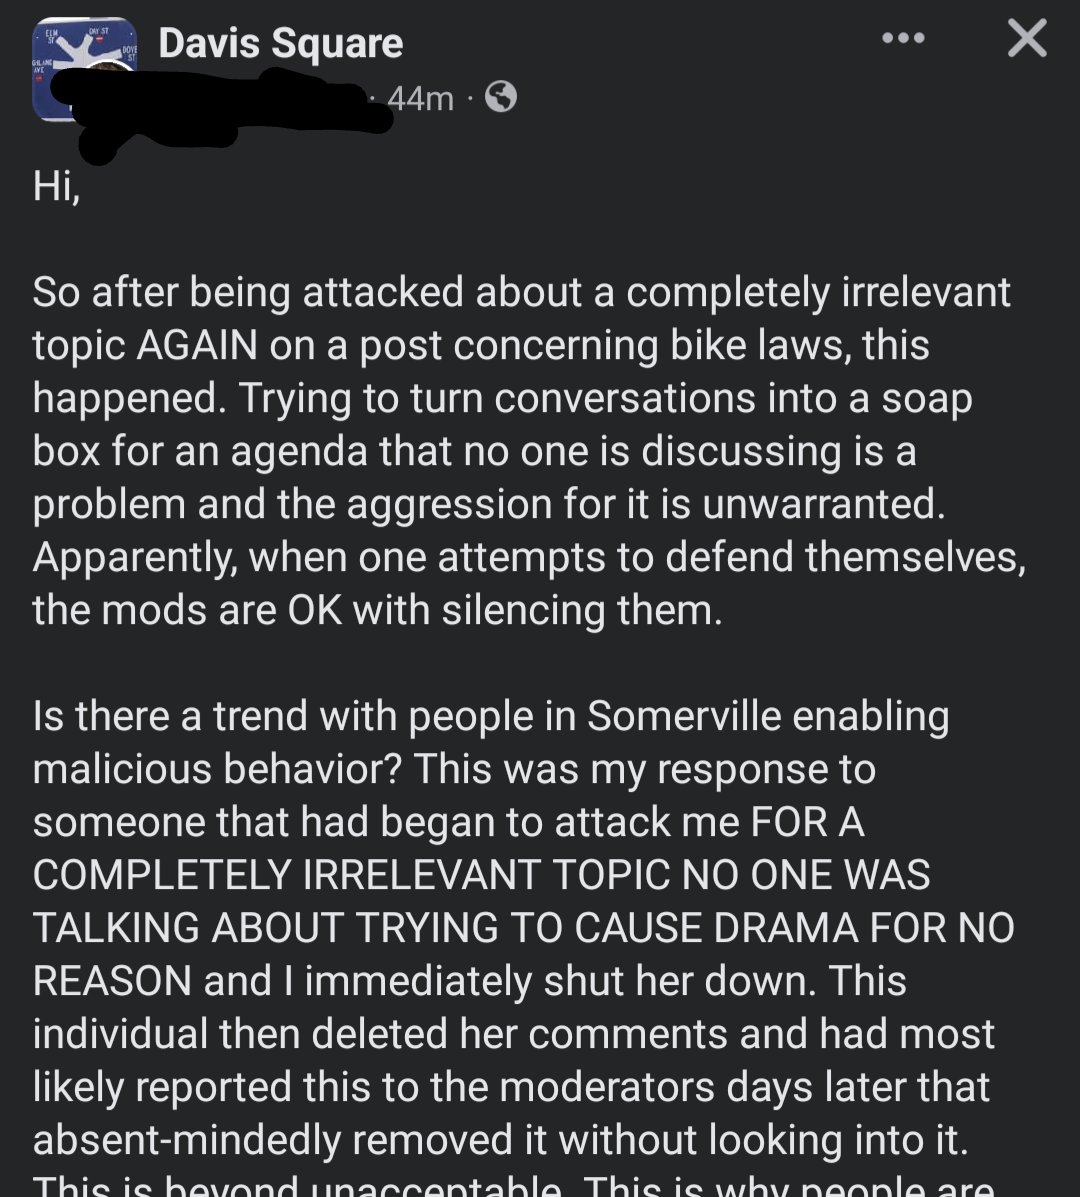 ELM ST
DAY ST
DOVE ST
AVE
Davis Square
· 44m ·
Hi,
So after being attacked about a completely irrelevant
topic AGAIN on a post concerning bike laws, this
happened. Trying to turn conversations into a soap
box for an agenda that no one is discussing is a
problem and the aggression for it is unwarranted.
Apparently, when one attempts to defend themselves,
the mods are OK with silencing them.
Is there a trend with people in Somerville enabling
malicious behavior? This was my response to
someone that had began to attack me FOR A
COMPLETELY IRRELEVANT TOPIC NO ONE WAS
TALKING ABOUT TRYING TO CAUSE DRAMA FOR NO
REASON and I immediately shut her down. This
individual then deleted her comments and had most
likely reported this to the moderators days later that
absent-mindedly removed it without looking into it.
This is beyond unacceptable. This is why people are